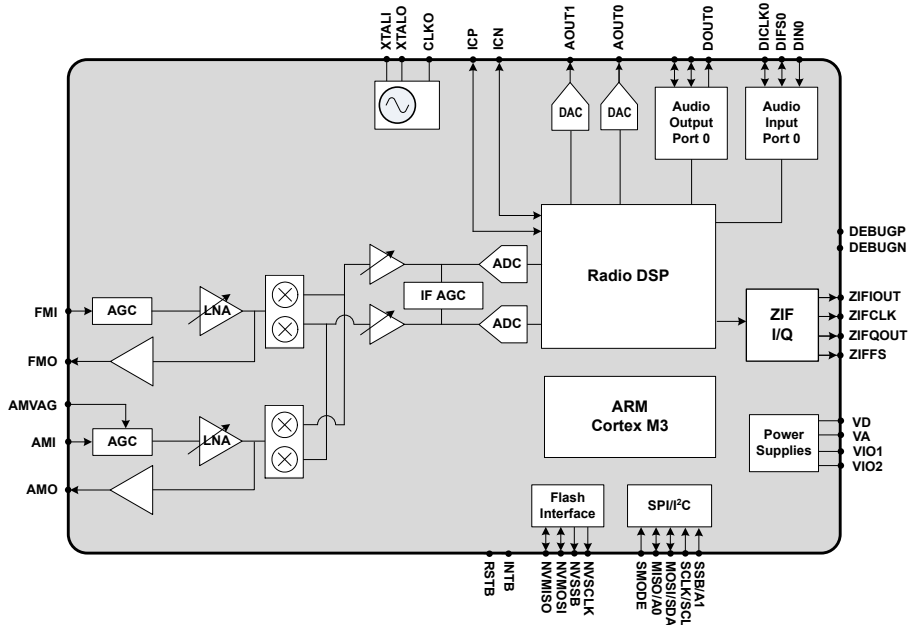 XTALI
XTALO
CLKO
ICP
ICN
AOUT1
AOUT0
DOUT0
DICLK0
DIFS0
DIN0
DAC
DAC
Audio
Output
Port 0
Audio
Input
Port 0
DEBUGP
DEBUGN
ADC
Radio DSP
IF AGC
ADC
FMI
AGC
LNA
FMO
ZIF
I/Q
ZIFIOUT
ZIFCLK
ZIFQOUT
ZIFFS
AMVAG
AMI
AGC
LNA
AMO
ARM
Cortex M3
Power
Supplies
VD
VA
VIO1
VIO2
Flash
Interface
SPI/I²C
RSTB
INTB
NVMISO
NVMOSI
NVSSB
NVSCLK
SMODE
MISO/A0
MOSI/SDA
SCLK/SCL
SSB/A1